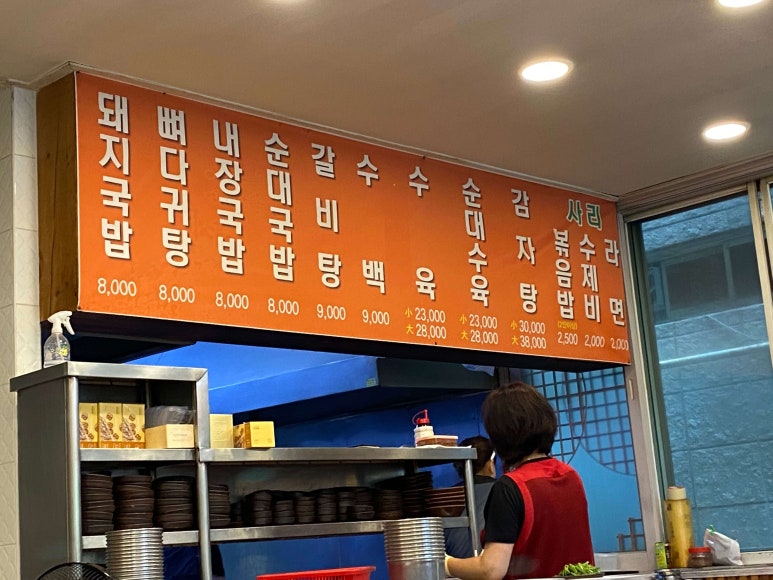 돼지국밥 8,000
뼈다귀탕 8,000
내장국밥 8,000
순대국밥 8,000
갈비탕 9,000
수백 9,000
수육 小 23,000
大 28,000
순대수육 小 23,000
大 28,000
감자탕 小 30,000
大 38,000
사리
볶음밥 2,500
수제비 2,000
라면 2,000